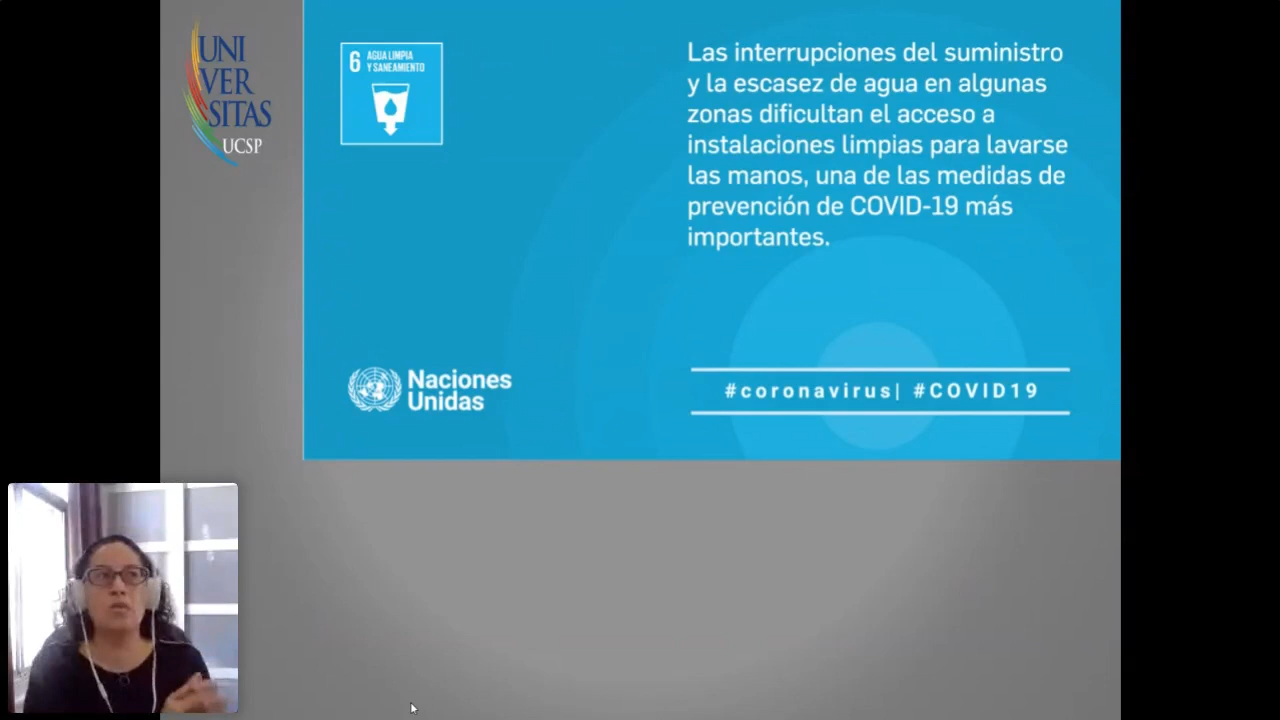 UNI
VER
SITAS
UCSP
6 AGUA LIMPIA
Y SANEAMIENTO
Las interrupciones del suministro
y la escasez de agua en algunas
zonas dificultan el acceso a
instalaciones limpias para lavarse
las manos, una de las medidas de
prevención de COVID-19 más
importantes.
Naciones
Unidas
#coronavirus| #COVID19